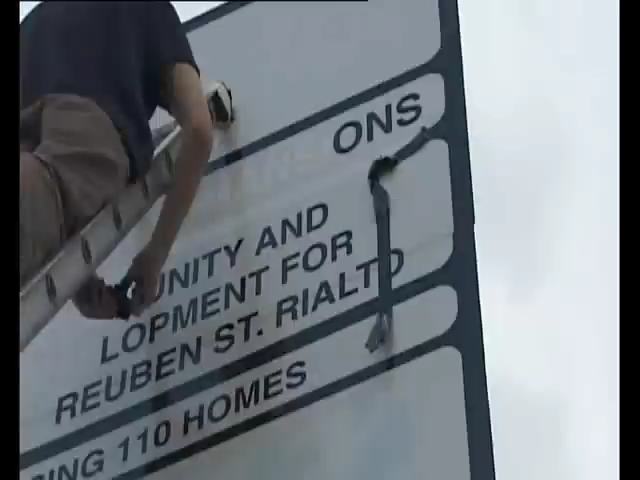 ONS
UNITY AND
LOPMENT FOR
REUBEN ST. RIALTO
ING 110 HOMES